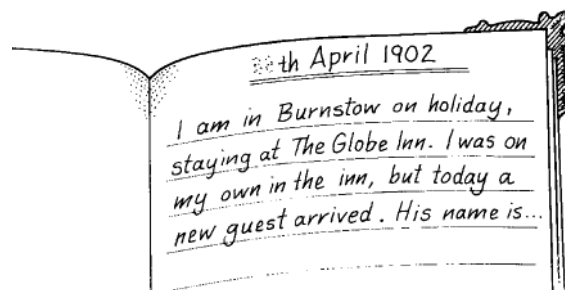 th April 1902
I am in Burnstow on holiday,
staying at The Globe Inn. I was on
my own in the inn, but today a
new guest arrived. His name is...